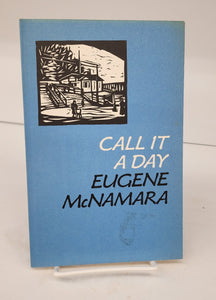 CALL IT
A DAY
EUGENE
McNAMARA